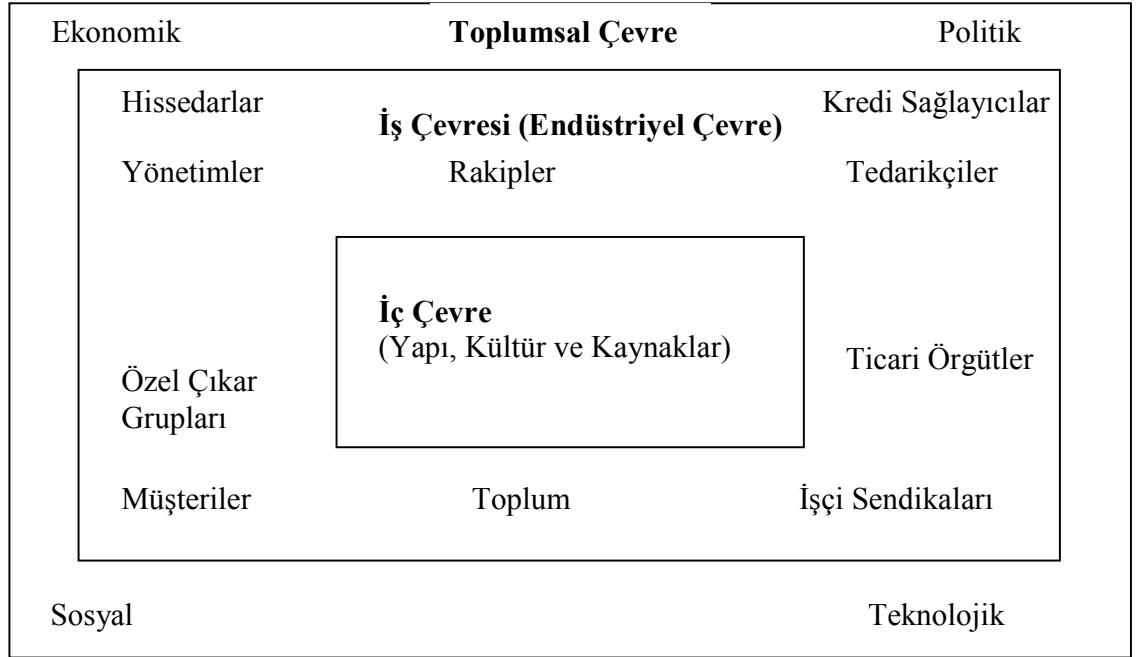 Ekonomik Toplumsal Çevre Politik
Hissedarlar Kredi Sağlayıcılar
İş Çevresi (Endüstriyel Çevre)
Yönetimler Rakipler Tedarikçiler
İç Çevre
(Yapı, Kültür ve Kaynaklar)
Ticari Örgütler
Özel Çıkar
Grupları
Müşteriler Toplum İşçi Sendikaları
Sosyal Teknolojik